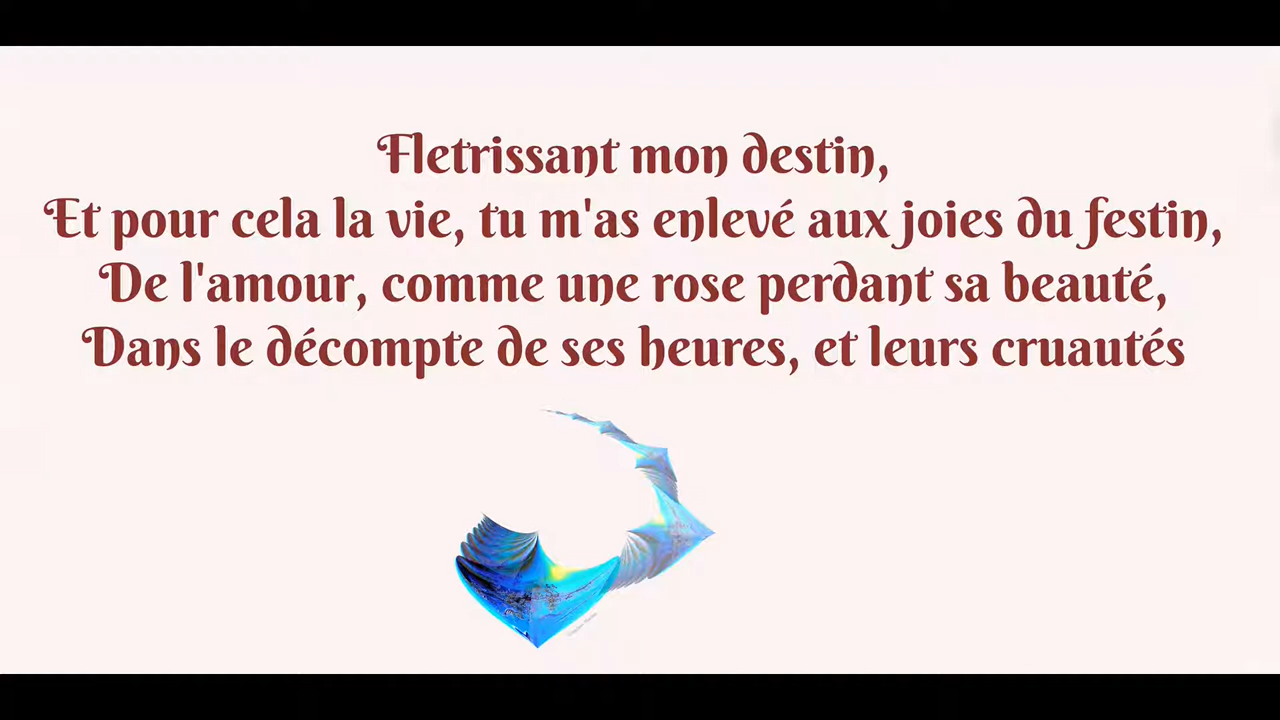 Fletrissant mon destin,
Et pour cela la vie, tu m'as enlevé aux joies du festin,
De l'amour, comme une rose perdant sa beauté,
Dans le décompte de ses heures, et leurs cruautés